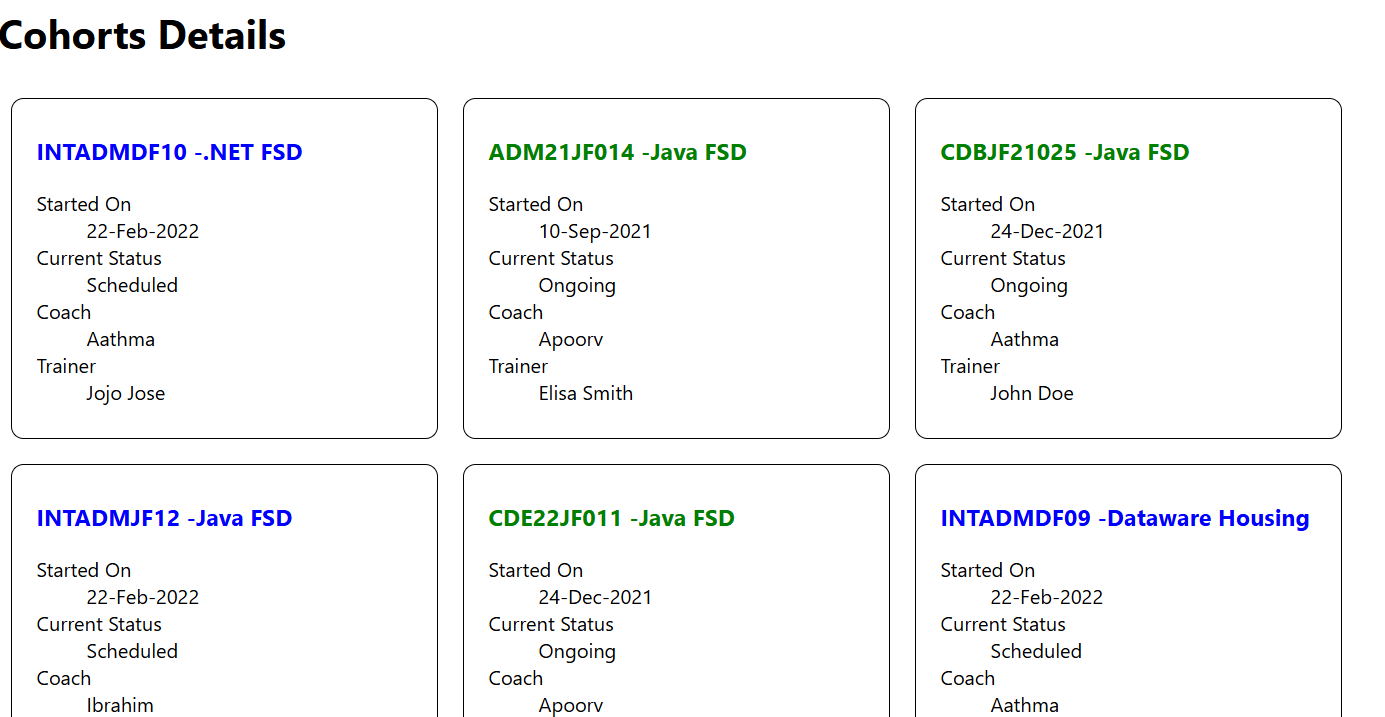 Cohorts Details
INTADMDF10 -.NET FSD
Started On
22-Feb-2022
Current Status
Scheduled
Coach
Aathma
Trainer
Jojo Jose
ADM21JF014 -Java FSD
Started On
10-Sep-2021
Current Status
Ongoing
Coach
Apoorv
Trainer
Elisa Smith
CDBJF21025 -Java FSD
Started On
24-Dec-2021
Current Status
Ongoing
Coach
Aathma
Trainer
John Doe
INTADMJF12 -Java FSD
Started On
22-Feb-2022
Current Status
Scheduled
Coach
Ibrahim
CDE22JF011 -Java FSD
Started On
24-Dec-2021
Current Status
Ongoing
Coach
Apoorv
INTADMDF09 -Dataware Housing
Started On
22-Feb-2022
Current Status
Scheduled
Coach
Aathma